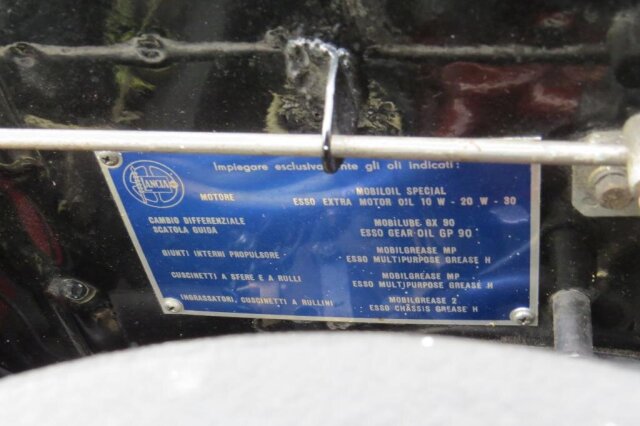 Impiegare esclusivamente gli oli indicati:
LANCIA
MOTORE
MOBILOIL SPECIAL
ESSO EXTRA MOTOR OIL 10 W - 20 W - 30
CAMBIO DIFFERENZIALE
SCATOLA GUIDA
MOBILUBE GX 90
ESSO GEAR OIL GP 90
GIUNTI INTERNI PROPULSORE
MOBILGREASE MP
ESSO MULTIPURPOSE GREASE H
CUSCINETTI A SFERE E A RULLI
MOBILGREASE MP
ESSO MULTIPURPOSE GREASE H
INGRASSATORI, CUSCINETTI A RULLINI
MOBILGREASE 2
ESSO CHÂSSIS GREASE H